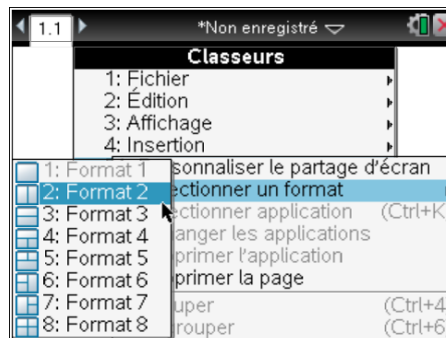 1.1
*Non enregistré
Classeurs
1: Fichier
2: Édition
3: Affichage
4: Insertion
sonnaliser le partage d'écran
ectionner un format
ectionner application (Ctrl+K
anger les applications
primer l'application
primer la page
uper (Ctrl+4
rouper (Ctrl+6
1: Format 1
2: Format 2
3: Format 3
4: Format 4
5: Format 5
6: Format 6
7: Format 7
8: Format 8